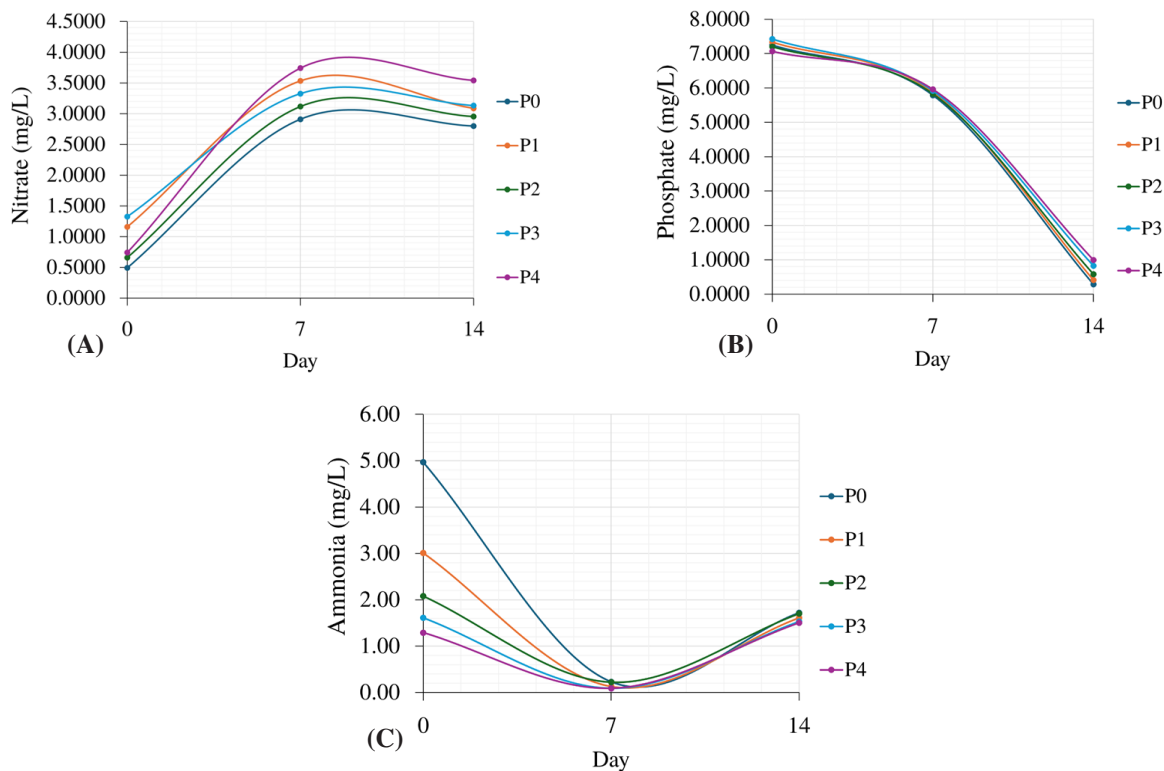 4.5000
4.0000
3.5000
3.0000
2.5000
2.0000
1.5000
1.0000
0.5000
0.0000
Nitrate (mg/L)
0 7 14
Day
(A)
P0
P1
P2
P3
P4
8.0000
7.0000
6.0000
5.0000
4.0000
3.0000
2.0000
1.0000
0.0000
Phosphate (mg/L)
0 7 14
Day
(B)
P0
P1
P2
P3
P4
6.00
5.00
4.00
3.00
2.00
1.00
0.00
Ammonia (mg/L)
0 7 14
Day
(C)
P0
P1
P2
P3
P4